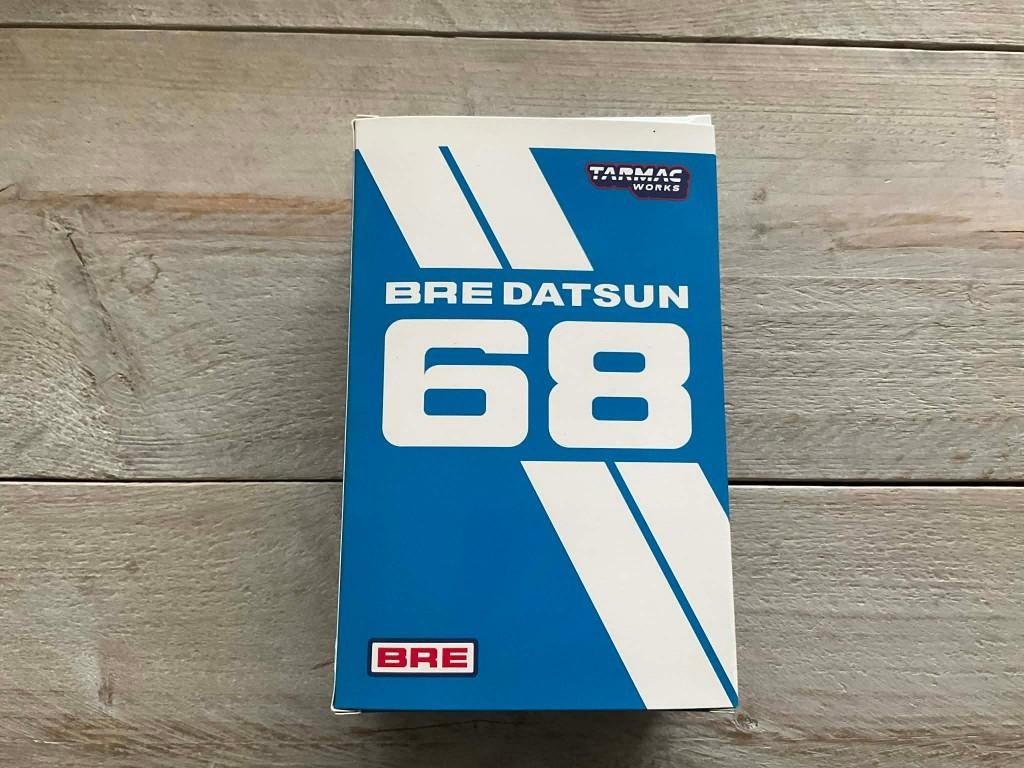 TARMAC
WORKS
BRE DATSUN
68
BRE